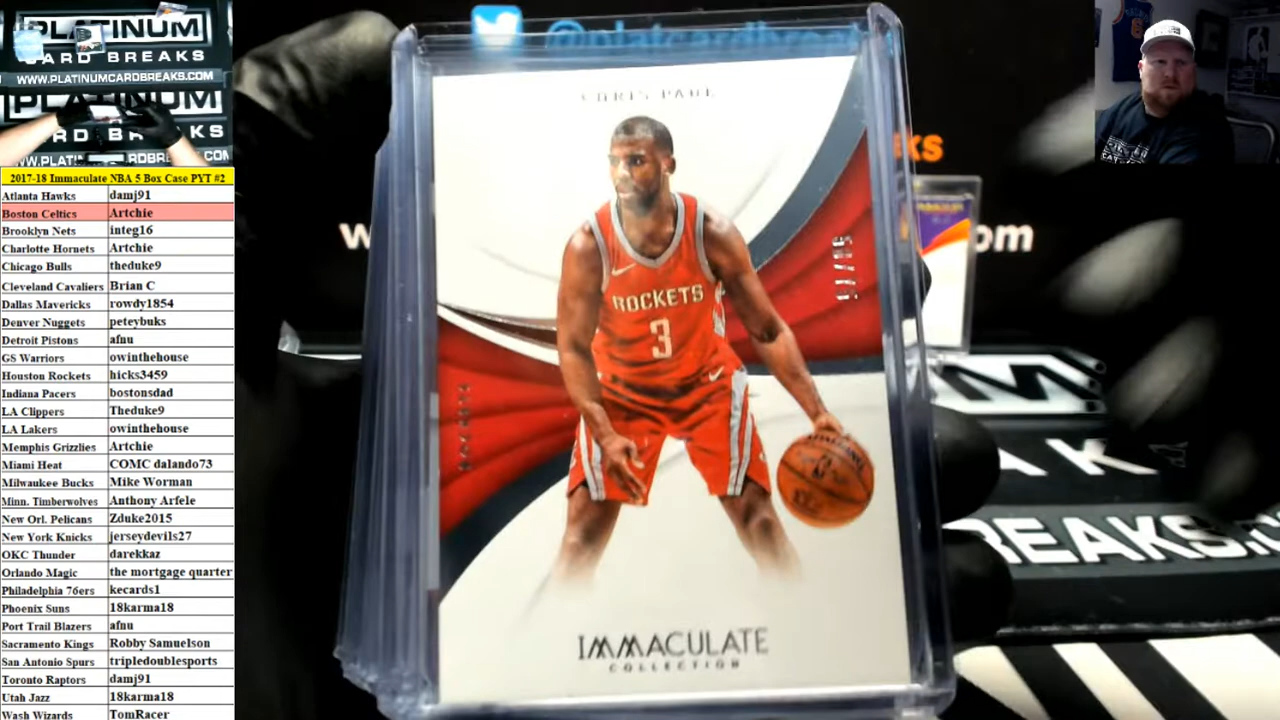 PLATINUM
CARD BREAKS
WWW.PLATINUMCARDBREAKS.COM
PLATINUM
2017-18 Immaculate NBA 5 Box Case PYT #2
Atlanta Hawks damj91
Boston Celtics Artchie
Brooklyn Nets integ16
Charlotte Hornets Artchie
Chicago Bulls theduke9
Cleveland Cavaliers Brian C
Dallas Mavericks rowdy1854
Denver Nuggets peteybuks
Detroit Pistons afnu
GS Warriors owinthehouse
Houston Rockets hicks3459
Indiana Pacers bostonsdad
LA Clippers Theduke9
LA Lakers owinthehouse
Memphis Grizzlies Artchie
Miami Heat COMC dalando73
Milwaukee Bucks Mike Worman
Minn. Timberwolves Anthony Arfele
New Orl. Pelicans Zduke2015
New York Knicks jerseydevils27
OKC Thunder darekkaz
Orlando Magic the mortgage quarter
Philadelphia 76ers kecards1
Phoenix Suns 18karma18
Port Trail Blazers afnu
Sacramento Kings Robby Samuelson
San Antonio Spurs tripledoublesports
Toronto Raptors damj91
Utah Jazz 18karma18
Wash Wizards TomRacer
@platcardbreaks
CHRIS PAUL
ROCKETS
3
SPALDING
IMMACULATE
COLLECTION
BREAKS.C